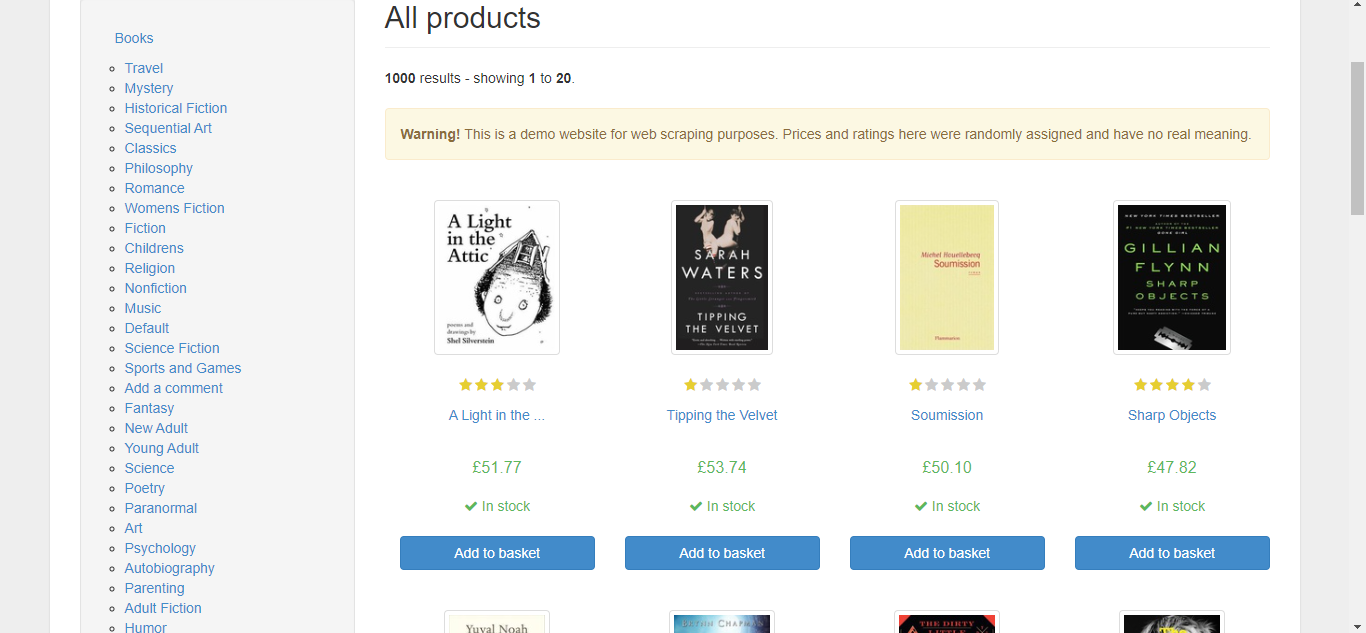 All products
Books
Travel
Mystery
Historical Fiction
Sequential Art
Classics
Philosophy
Romance
Womens Fiction
Fiction
Childrens
Religion
Nonfiction
Music
Default
Science Fiction
Sports and Games
Add a comment
Fantasy
New Adult
Young Adult
Science
Poetry
Paranormal
Art
Psychology
Autobiography
Parenting
Adult Fiction
Humor
1000 results - showing 1 to 20.
Warning! This is a demo website for web scraping purposes. Prices and ratings here were randomly assigned and have no real meaning.
A Light
in the
Attic
poems and
drawings by
Shel Silverstein
A Light in the ...
£51.77
In stock
Add to basket
SARAH
WATERS
TIPPING
THE VELVET
Tipping the Velvet
£53.74
In stock
Add to basket
Michel Houellebecq
Soumission
Flammarion
Soumission
£50.10
In stock
Add to basket
NEW YORK TIMES BESTSELLER
GONE GIRL
GILLIAN
FLYNN
SHARP
OBJECTS
Sharp Objects
£47.82
In stock
Add to basket
Yuval Noah
THE DIRTY